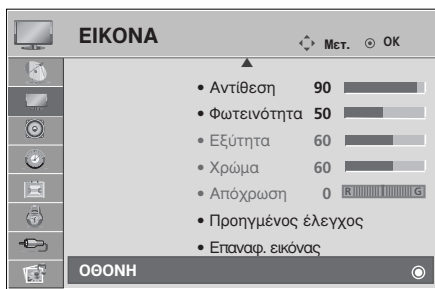 ΕΙΚΟΝΑ Μετ. OK
• Αντίθεση 90
• Φωτεινότητα 50
• Εξύτητα 60
• Χρώμα 60
• Απόχρωση 0 R G
• Προηγμένος έλεγχος
• Επαναφ. εικόνας
ΟΘΟΝΗ